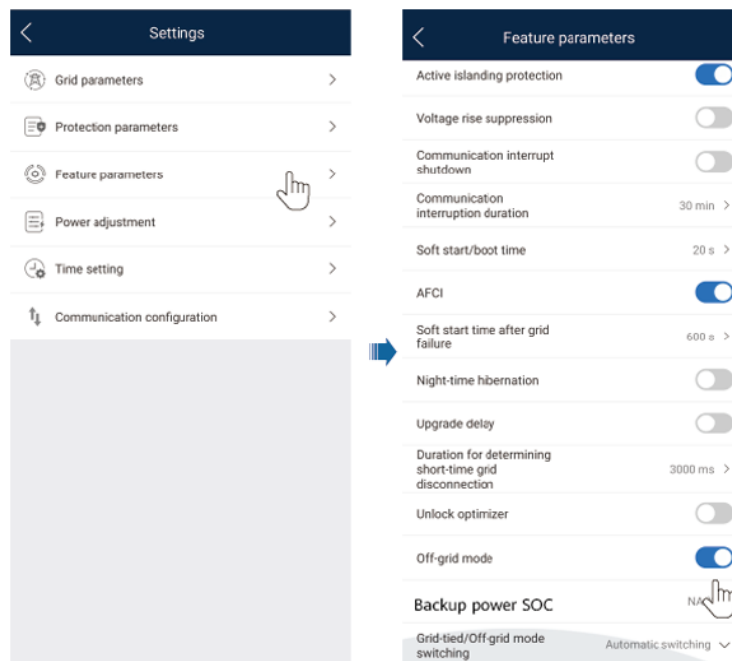 Settings
Grid parameters
Protection parameters
Feature parameters
Power adjustment
Time setting
Communication configuration
Feature parameters
Active islanding protection
Voltage rise suppression
Communication interrupt
shutdown
Communication
interruption duration
30 min
Soft start/boot time
20 s
AFCI
Soft start time after grid
failure
600 s
Night-time hibernation
Upgrade delay
Duration for determining
short-time grid
disconnection
3000 ms
Unlock optimizer
Off-grid mode
Backup power SOC
NA
Grid-tied/Off-grid mode
switching
Automatic switching